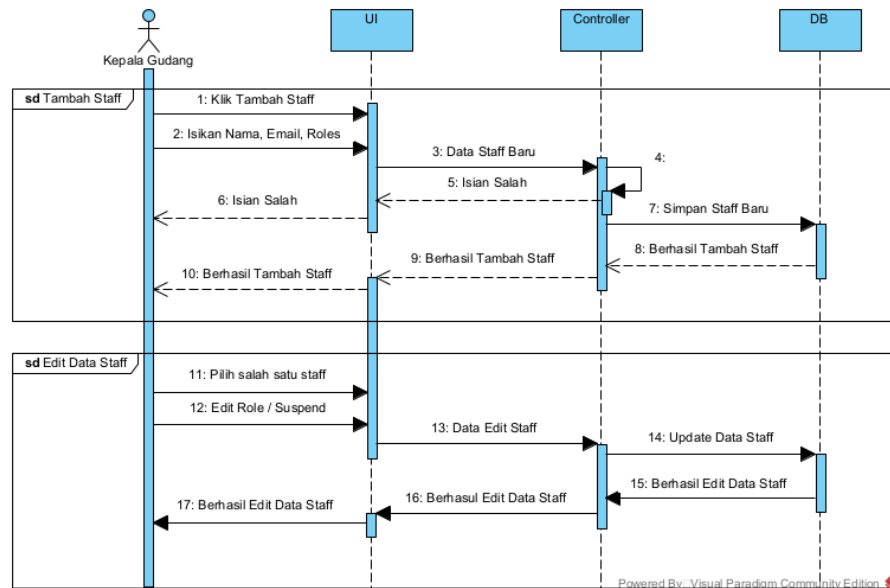 UI
Controller
DB
Kepala Gudang
sd Tambah Staff
1: Klik Tambah Staff
2: Isikan Nama, Email, Roles
3: Data Staff Baru
4:
5: Isian Salah
6: Isian Salah
7: Simpan Staff Baru
8: Berhasil Tambah Staff
9: Berhasil Tambah Staff
10: Berhasil Tambah Staff
sd Edit Data Staff
11: Pilih salah satu staff
12: Edit Role / Suspend
13: Data Edit Staff
14: Update Data Staff
15: Berhasil Edit Data Staff
16: Berhasul Edit Data Staff
17: Berhasil Edit Data Staff
Powered By Visual Paradigm Community Edition